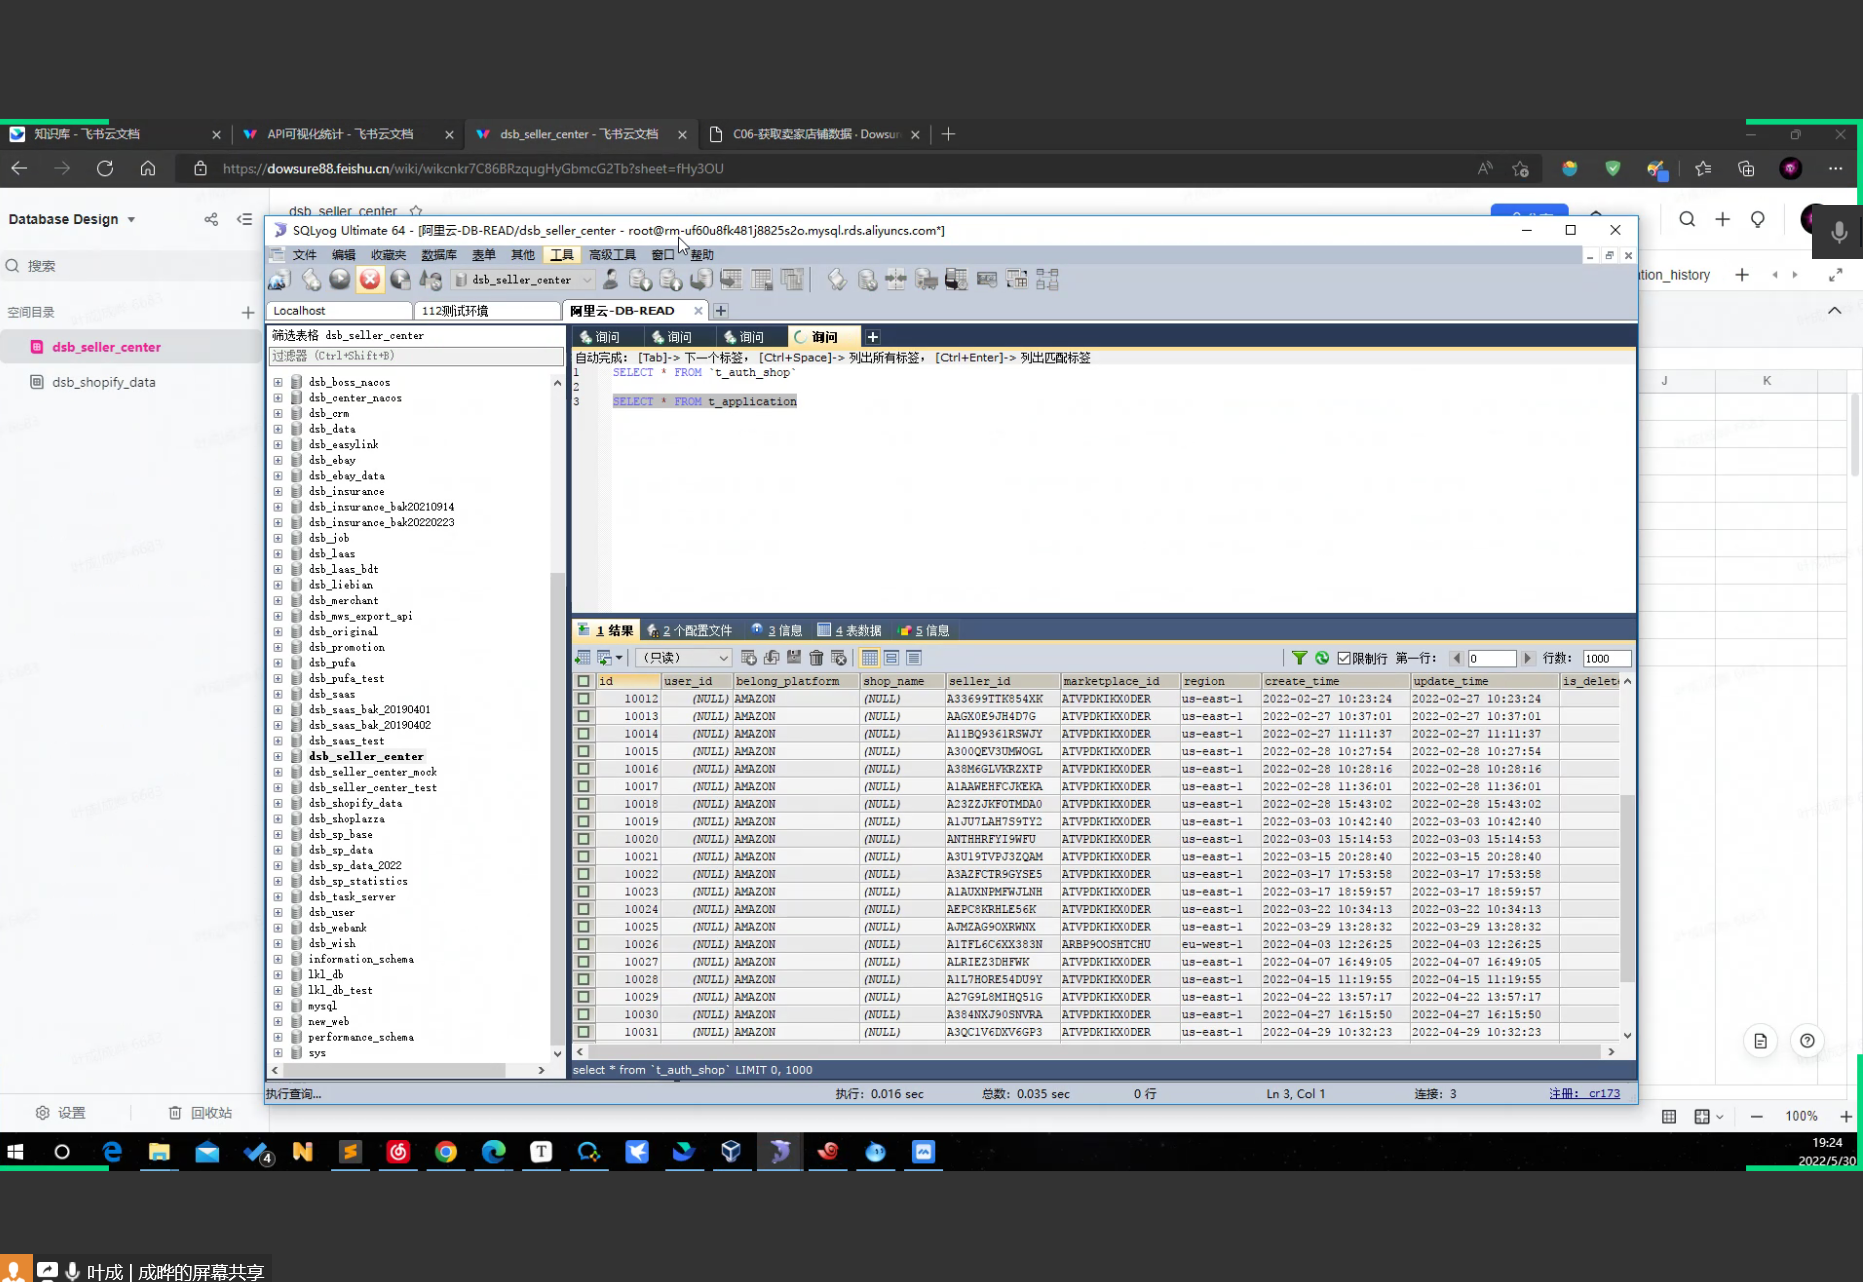 知识库 - 飞书云文档
API可视化统计 - 飞书云文档
dsb_seller_center - 飞书云文档
C06-获取卖家店铺数据 · Dowsur
https://dowsure88.feishu.cn/wiki/wikcnkr7C86BRzqugHyGbmcG2Tb?sheet=fHy3OU
Database Design
搜索
空间目录
dsb_seller_center
dsb_shopify_data
设置
回收站
dsb_seller_center
SQLyog Ultimate 64 - [阿里云-DB-READ/dsb_seller_center - root@rm-uf60u8fk481j8825s2o.mysql.rds.aliyuncs.com*]
文件 编辑 收藏夹 数据库 表单 其他 工具 高级工具 窗口 帮助
dsb_seller_center
Localhost 112测试环境 阿里云-DB-READ
筛选表格 dsb_seller_center
过滤器 (Ctrl+Shift+B)
dsb_boss_nacos
dsb_center_nacos
dsb_crm
dsb_data
dsb_easylink
dsb_ebay
dsb_ebay_data
dsb_insurance
dsb_insurance_bak20210914
dsb_insurance_bak20220223
dsb_job
dsb_laas
dsb_laas_bdt
dsb_liebian
dsb_merchant
dsb_mws_export_api
dsb_original
dsb_promotion
dsb_pufa
dsb_pufa_test
dsb_saas
dsb_saas_bak_20190401
dsb_saas_bak_20190402
dsb_saas_test
dsb_seller_center
dsb_seller_center_mock
dsb_seller_center_test
dsb_shopify_data
dsb_shoplazza
dsb_sp_base
dsb_sp_data
dsb_sp_data_2022
dsb_sp_statistics
dsb_task_server
dsb_user
dsb_webank
dsb_wish
information_schema
lkl_db
lkl_db_test
mysql
new_web
performance_schema
sys
询问 询问 询问 询问
自动完成: [Tab]-> 下一个标签, [Ctrl+Space]-> 列出所有标签, [Ctrl+Enter]-> 列出匹配标签
1 SELECT * FROM `t_auth_shop`
2
3 SELECT * FROM t_application
1 结果 2 个配置文件 3 信息 4 表数据 5 信息
(只读) 限制行 第一行: 0 行数: 1000
id user_id belong_platform shop_name seller_id marketplace_id region create_time update_time is_delet
10012 (NULL) AMAZON (NULL) A33699TTK854XK ATVPDKIKX0DER us-east-1 2022-02-27 10:23:24 2022-02-27 10:23:24
10013 (NULL) AMAZON (NULL) AAGX0E9JH4D7G ATVPDKIKX0DER us-east-1 2022-02-27 10:37:01 2022-02-27 10:37:01
10014 (NULL) AMAZON (NULL) A11BQ9361RSWJY ATVPDKIKX0DER us-east-1 2022-02-27 11:11:37 2022-02-27 11:11:37
10015 (NULL) AMAZON (NULL) A300QEV3UMWOGL ATVPDKIKX0DER us-east-1 2022-02-28 10:27:54 2022-02-28 10:27:54
10016 (NULL) AMAZON (NULL) A38M6GLVKRZXTP ATVPDKIKX0DER us-east-1 2022-02-28 10:28:16 2022-02-28 10:28:16
10017 (NULL) AMAZON (NULL) A1AAWEHFCJKEKA ATVPDKIKX0DER us-east-1 2022-02-28 11:36:01 2022-02-28 11:36:01
10018 (NULL) AMAZON (NULL) A23ZZJKFOTMDA0 ATVPDKIKX0DER us-east-1 2022-02-28 15:43:02 2022-02-28 15:43:02
10019 (NULL) AMAZON (NULL) A1JU7LAH7S9TY2 ATVPDKIKX0DER us-east-1 2022-03-03 10:42:40 2022-03-03 10:42:40
10020 (NULL) AMAZON (NULL) ANTHHRFYI9WFU ATVPDKIKX0DER us-east-1 2022-03-10 15:14:53 2022-03-10 15:14:53
10021 (NULL) AMAZON (NULL) A3U19TVPJ3ZQAM ATVPDKIKX0DER us-east-1 2022-03-15 20:28:40 2022-03-15 20:28:40
10022 (NULL) AMAZON (NULL) A3AZFCTR9GYSE5 ATVPDKIKX0DER us-east-1 2022-03-17 17:53:58 2022-03-17 17:53:58
10023 (NULL) AMAZON (NULL) A1AUXNPMFWJLNH ATVPDKIKX0DER us-east-1 2022-03-17 18:59:57 2022-03-17 18:59:57
10024 (NULL) AMAZON (NULL) AEPC8KRHLE56K ATVPDKIKX0DER us-east-1 2022-03-22 10:34:13 2022-03-22 10:34:13
10025 (NULL) AMAZON (NULL) AJMZAG9OXRWNX ATVPDKIKX0DER us-east-1 2022-03-29 13:28:32 2022-03-29 13:28:32
10026 (NULL) AMAZON (NULL) A1TFL6C6XX383N ARBP9OOSHTCHU eu-west-1 2022-04-03 12:26:25 2022-04-03 12:26:25
10027 (NULL) AMAZON (NULL) ALRIEZ3DHFWK ATVPDKIKX0DER us-east-1 2022-04-07 16:49:05 2022-04-07 16:49:05
10028 (NULL) AMAZON (NULL) A1L7HORE54DU9Y ATVPDKIKX0DER us-east-1 2022-04-15 11:19:55 2022-04-15 11:19:55
10029 (NULL) AMAZON (NULL) A27G9L8MIHQ51G ATVPDKIKX0DER us-east-1 2022-04-22 13:57:17 2022-04-22 13:57:17
10030 (NULL) AMAZON (NULL) A384NXJ90SNVRA ATVPDKIKX0DER us-east-1 2022-04-27 16:15:50 2022-04-27 16:15:50
10031 (NULL) AMAZON (NULL) A3QC1V6DXV6GP3 ATVPDKIKX0DER us-east-1 2022-04-29 10:32:23 2022-04-29 10:32:23
select * from `t_auth_shop` LIMIT 0, 1000
执行查询... 执行: 0.016 sec 总数: 0.035 sec 0 行 Ln 3, Col 1 连接: 3 注册: cr173
tion_history
J K
100%
4
19:24
2022/5/30
叶成 | 成晔的屏幕共享